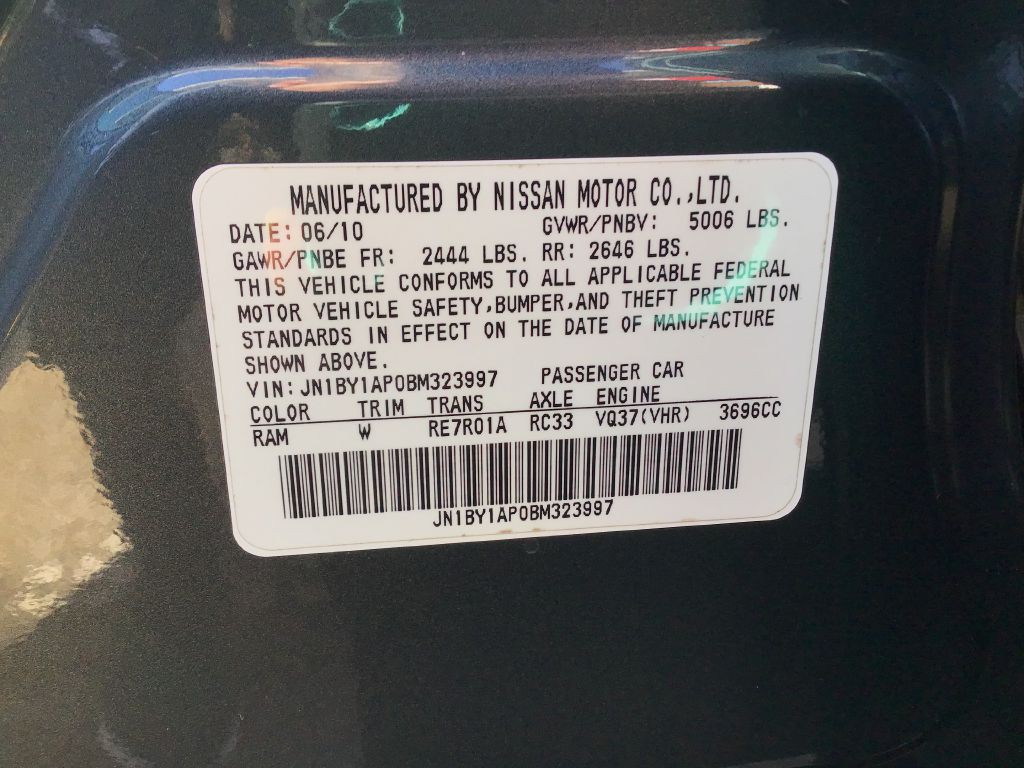 MANUFACTURED BY NISSAN MOTOR CO.,LTD.
DATE: 06/10 GVWR/PNBV: 5006 LBS.
GAWR/PNBE FR: 2444 LBS. RR: 2646 LBS.
THIS VEHICLE CONFORMS TO ALL APPLICABLE FEDERAL
MOTOR VEHICLE SAFETY,BUMPER,AND THEFT PREVENTION
STANDARDS IN EFFECT ON THE DATE OF MANUFACTURE
SHOWN ABOVE.
VIN: JN1BY1AP0BM323997 PASSENGER CAR
COLOR TRIM TRANS AXLE ENGINE
RAM W RE7R01A RC33 VQ37(VHR) 3696CC
JN1BY1AP0BM323997